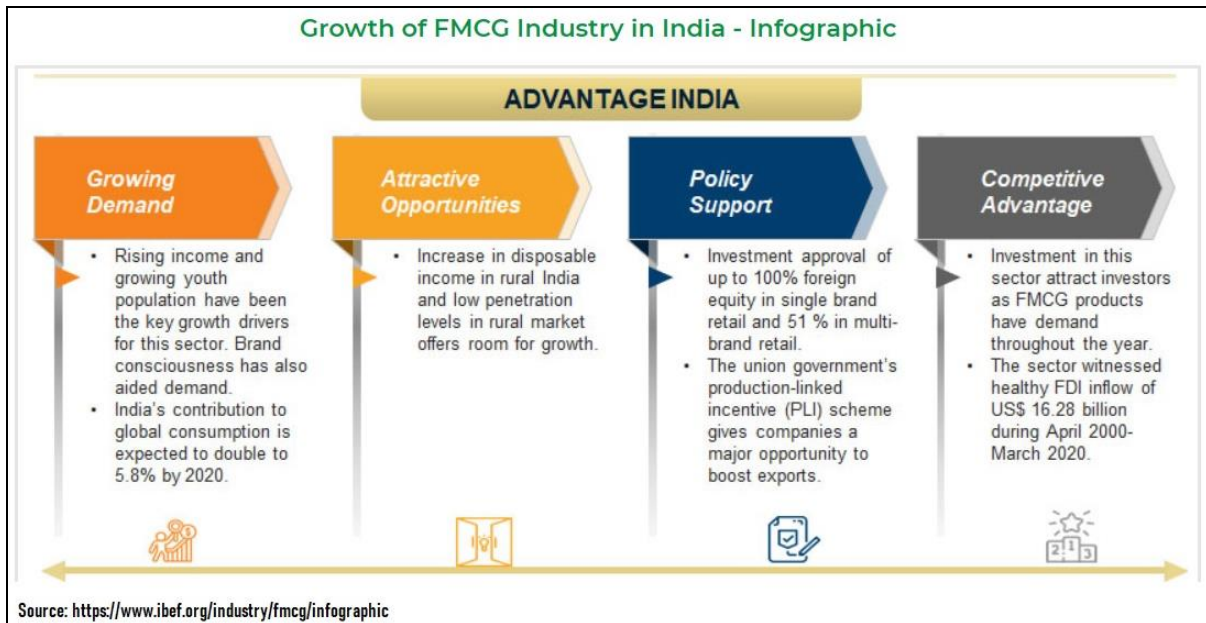 Growth of FMCG Industry in India - Infographic
ADVANTAGE INDIA
Growing
Demand
• Rising income and
growing youth
population have been
the key growth drivers
for this sector. Brand
consciousness has also
aided demand.
• India's contribution to
global consumption is
expected to double to
5.8% by 2020.
Attractive
Opportunities
• Increase in disposable
income in rural India
and low penetration
levels in rural market
offers room for growth.
Policy
Support
• Investment approval of
up to 100% foreign
equity in single brand
retail and 51 % in multi-
brand retail.
• The union government's
production-linked
incentive (PLI) scheme
gives companies a
major opportunity to
boost exports.
Competitive
Advantage
• Investment in this
sector attract investors
as FMCG products
have demand
throughout the year.
• The sector witnessed
healthy FDI inflow of
US$ 16.28 billion
during April 2000-
March 2020.
2 1 3
Source: https://www.ibef.org/industry/fmcg/infographic